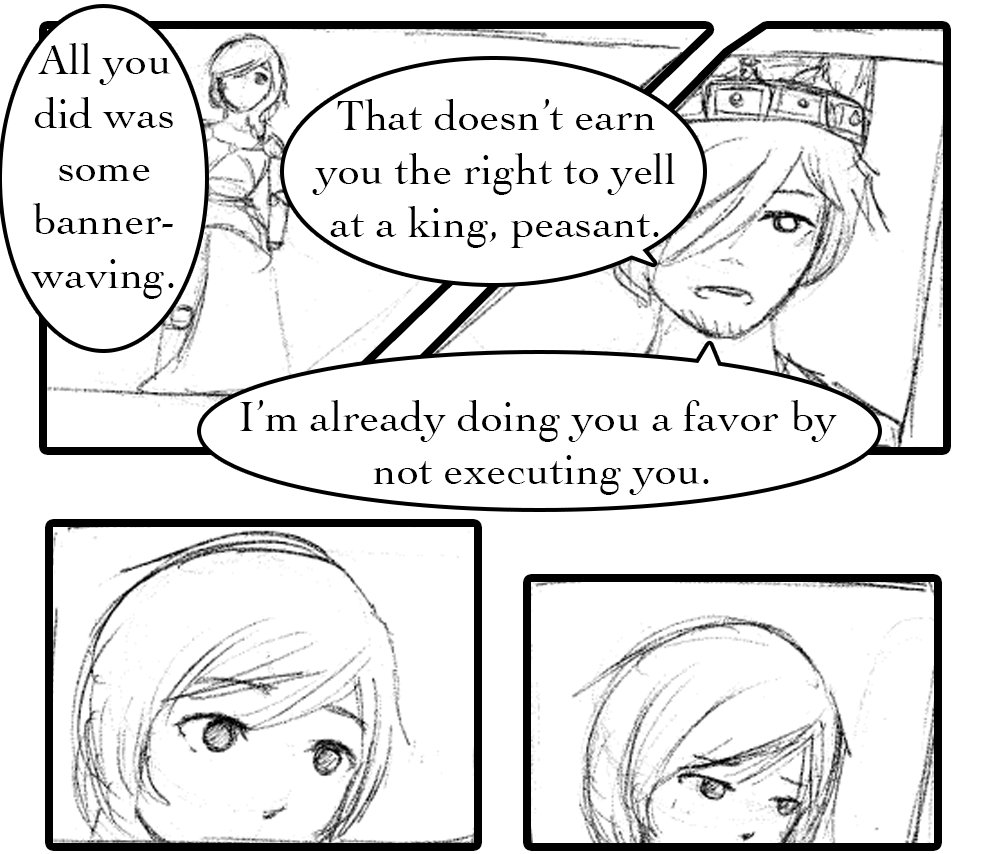 All you
did was
some
banner-
waving.
That doesn't earn
you the right to yell
at a king, peasant.
I'm already doing you a favor by
not executing you.